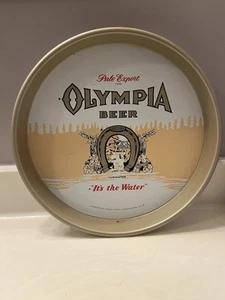 Pale Export
OLYMPIA
BEER
"It's the Water"